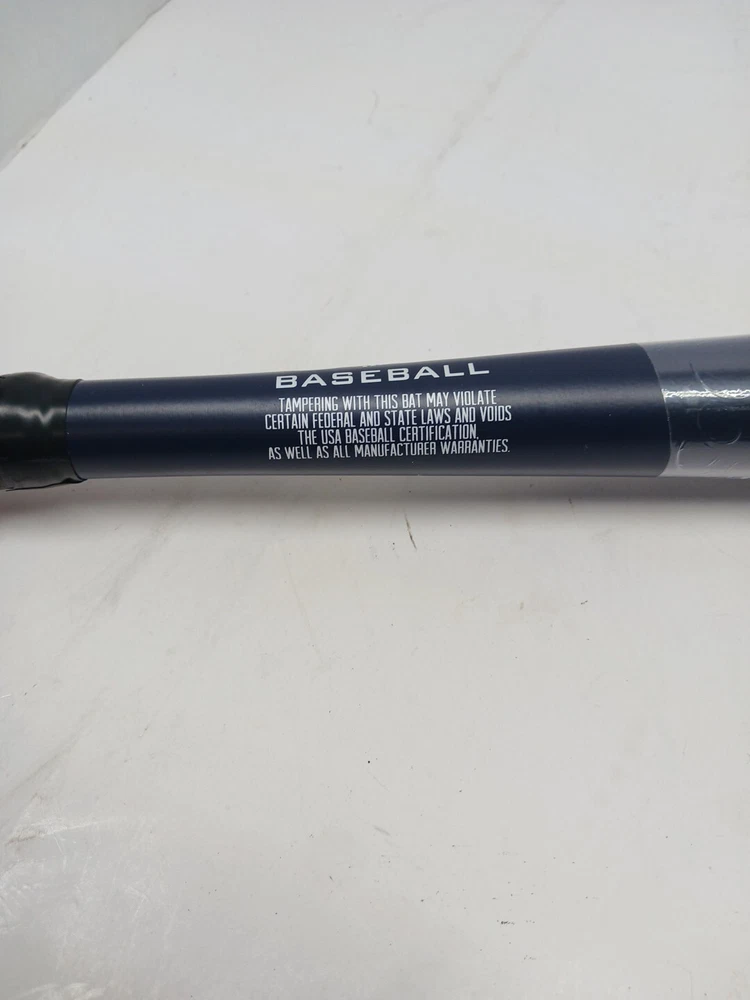 BASEBALL
TAMPERING WITH THIS BAT MAY VIOLATE
CERTAIN FEDERAL AND STATE LAWS AND VOIDS
THE USA BASEBALL CERTIFICATION,
AS WELL AS ALL MANUFACTURER WARRANTIES.